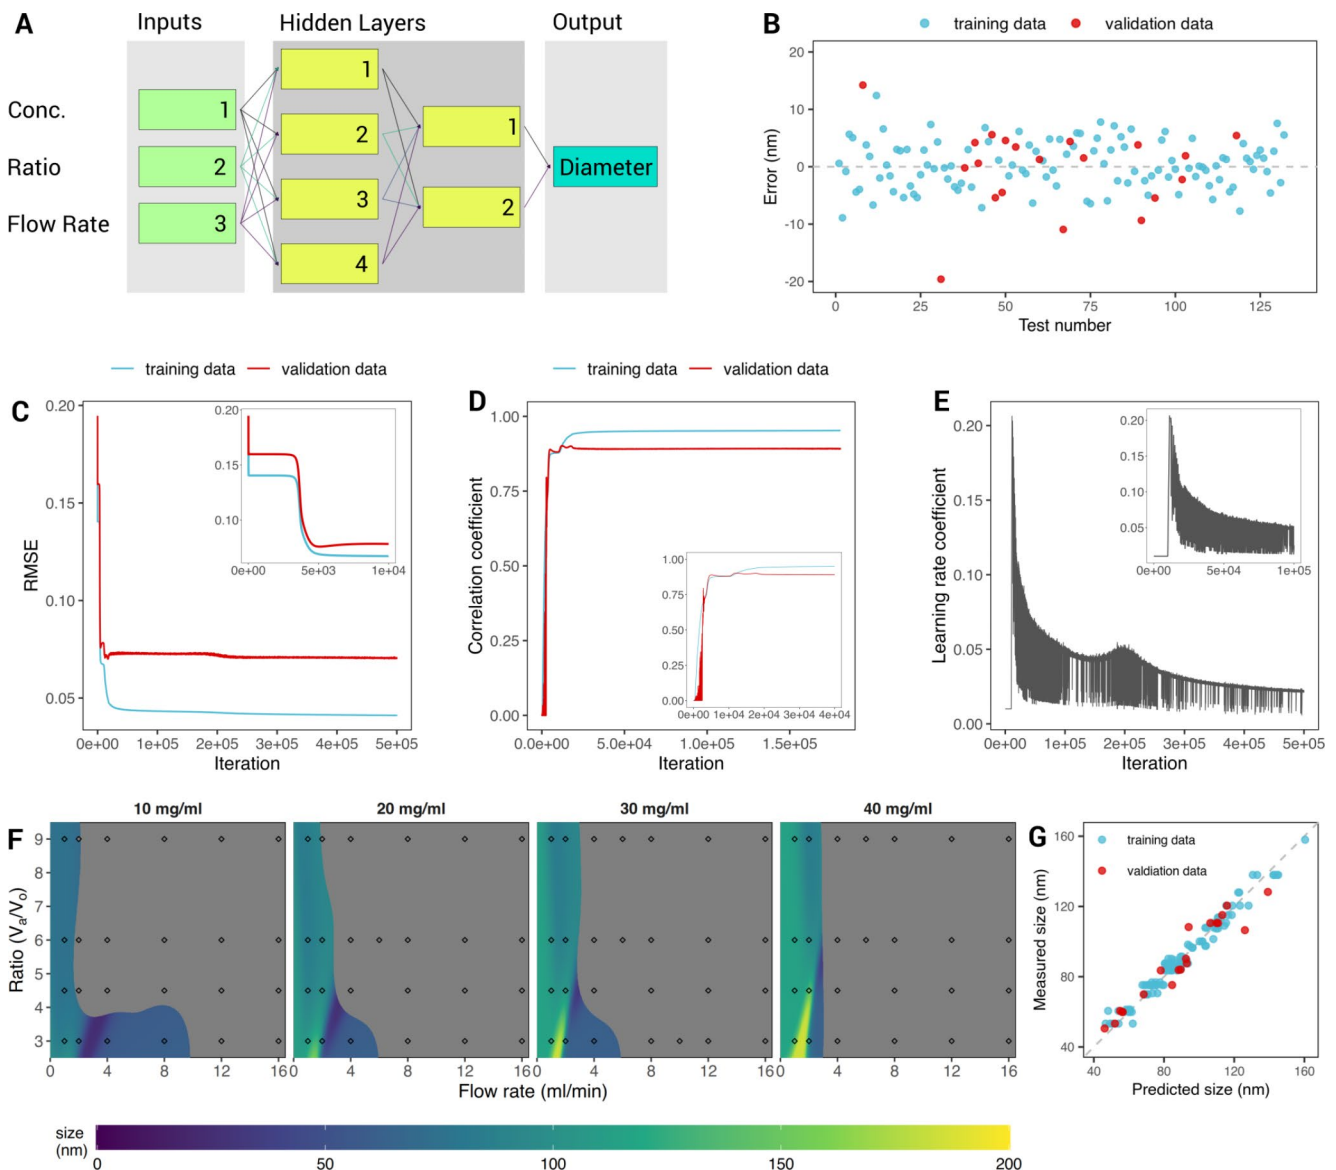 A
Inputs Hidden Layers Output
Conc.
Ratio
Flow Rate
1
2
3
1
2
3
4
1
2
Diameter
B
training data validation data
20
10
0
-10
-20
Error (nm)
0 25 50 75 100 125
Test number
C
training data validation data
0.20
0.15
0.10
0.05
RMSE
0e+00 1e+05 2e+05 3e+05 4e+05 5e+05
Iteration
0.20
0.15
0.10
0e+00 5e+03 1e+04
D
training data validation data
1.00
0.75
0.50
0.25
0.00
Correlation coefficient
0.0e+00 5.0e+04 1.0e+05 1.5e+05
Iteration
1.00
0.75
0.50
0.25
0.00
0e+00 1e+04 2e+04 3e+04 4e+04
E
0.20
0.15
0.10
0.05
0.00
Learning rate coefficient
0e+00 1e+05 2e+05 3e+05 4e+05 5e+05
Iteration
0.20
0.15
0.10
0.05
0e+00 5e+04 1e+05
F
10 mg/ml 20 mg/ml 30 mg/ml 40 mg/ml
9
8
7
6
5
4
3
Ratio (Va/Vo)
0 4 8 12 16 0 4 8 12 16 0 4 8 12 16 0 4 8 12 16
Flow rate (ml/min)
size
(nm)
0 50 100 150 200
G
training data
valdiation data
160
120
80
40
Measured size (nm)
40 80 120 160
Predicted size (nm)